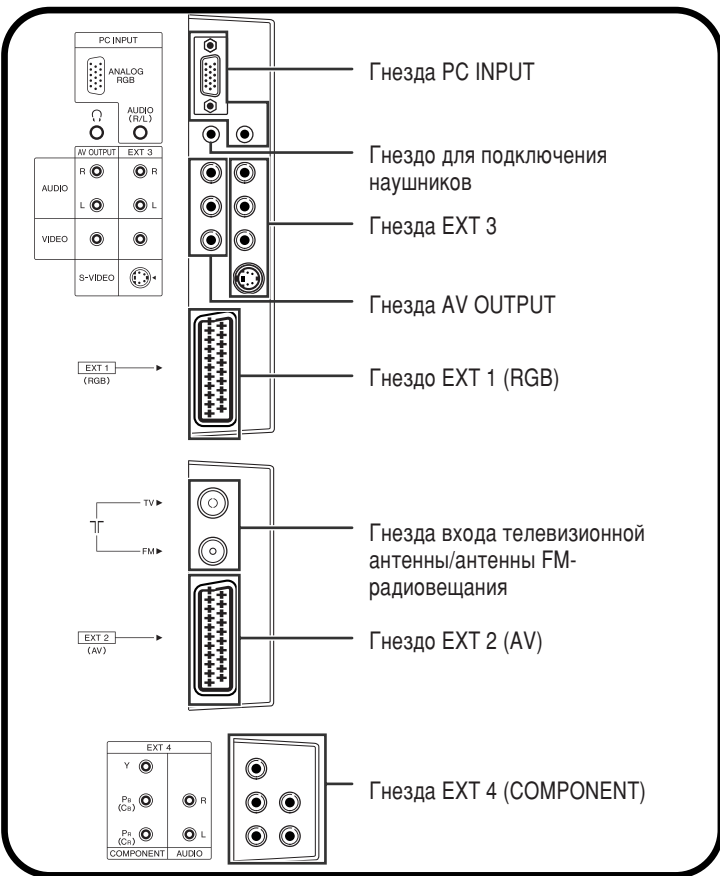 PC INPUT
ANALOG
RGB
AUDIO
(R/L)
AV OUTPUT EXT 3
AUDIO R R
L L
VIDEO
S-VIDEO
EXT 1
(RGB)
TV
FM
EXT 2
(AV)
EXT 4
Y
PB
(CB)
R
PR
(CR)
L
COMPONENT AUDIO
Гнезда PC INPUT
Гнездо для подключения
наушников
Гнезда EXT 3
Гнезда AV OUTPUT
Гнездо EXT 1 (RGB)
Гнезда входа телевизионной
антенны/антенны FM-
радиовещания
Гнездо EXT 2 (AV)
Гнезда EXT 4 (COMPONENT)